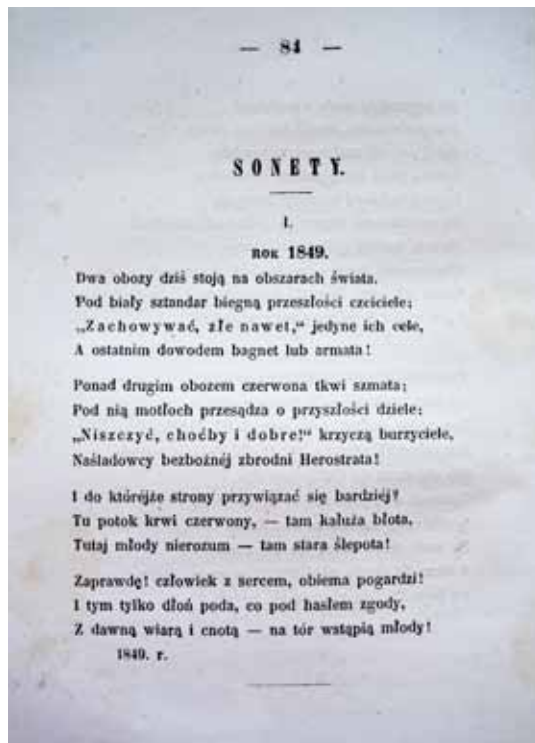 — 84 —
SONETY.
I.
ROK 1849.
Dwa obozy dziś stoją na obszarach świata.
Pod biały sztandar biegną przeszłości czciciele;
„Zachowywać, złe nawet,“ jedyne ich cele,
A ostatnim dowodem bagnet lub armata!
Ponad drugim obozem czerwona tkwi szmata;
Pod nią motłoch przesądza o przyszłości dziele;
„Niszczyć, choćby i dobre!“ krzyczą burzyciele,
Naśladowcy bezbożnéj zbrodni Herostrata!
I do któréjże strony przywiązać się bardziéj?
Tu potok krwi czerwony, — tam kałuża błota,
Tutaj młody nierozum — tam stara ślepota!
Zaprawdę! człowiek z sercem, obiema pogardzi!
I tym tylko dłoń poda, co pod hasłem zgody,
Z dawną wiarą i cnotą — na tór wstąpią młody!
1849. r.